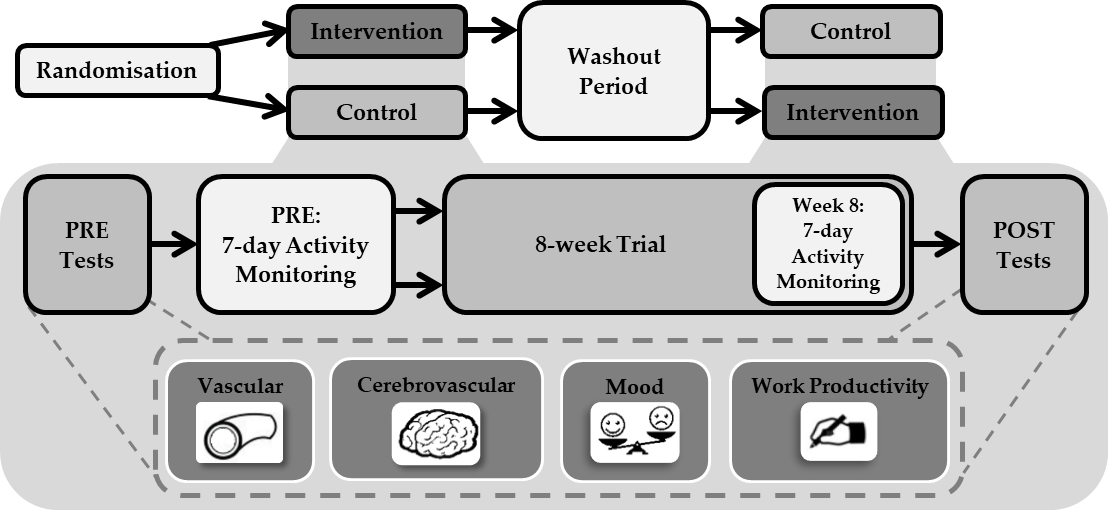 Randomisation
Intervention
Control
Washout
Period
Control
Intervention
PRE
Tests
PRE:
7-day Activity
Monitoring
8-week Trial
Week 8:
7-day
Activity
Monitoring
POST
Tests
Vascular
Cerebrovascular
Mood
Work Productivity